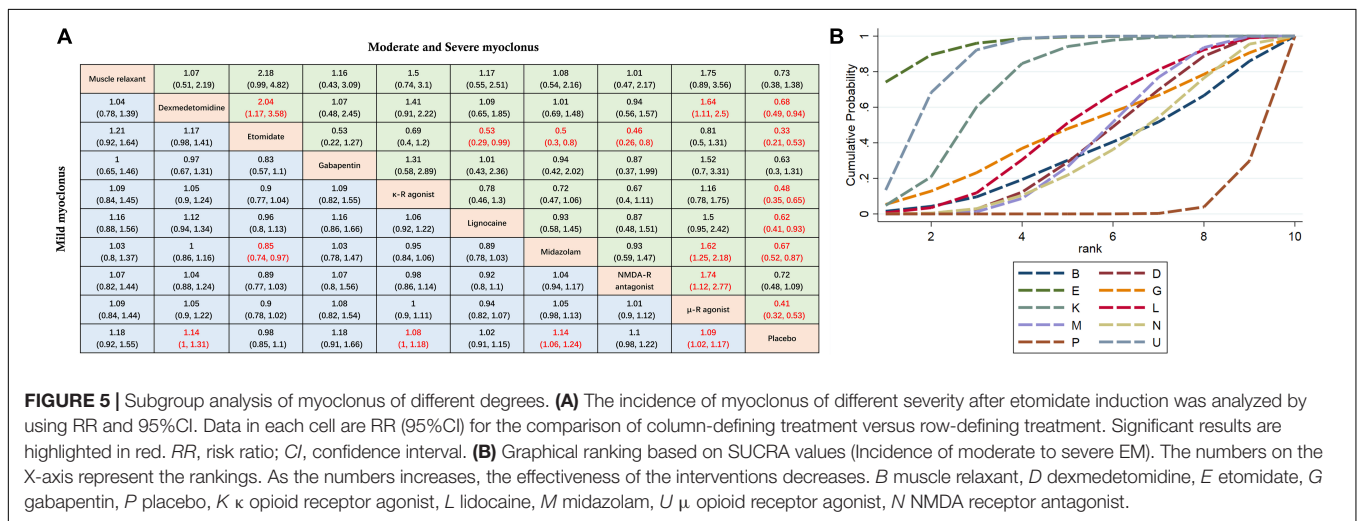 A
Moderate and Severe myoclonus
Mild myoclonus
Muscle relaxant 1.07 2.18 1.16 1.5 1.17 1.08 1.01 1.75 0.73
(0.51, 2.19) (0.99, 4.82) (0.43, 3.09) (0.74, 3.1) (0.55, 2.51) (0.54, 2.16) (0.47, 2.17) (0.89, 3.56) (0.38, 1.38)
1.04 Dexmedetomidine 2.04 1.07 1.41 1.09 1.01 0.94 1.64 0.68
(0.78, 1.39) (1.17, 3.58) (0.48, 2.45) (0.91, 2.22) (0.65, 1.85) (0.69, 1.48) (0.56, 1.57) (1.11, 2.5) (0.49, 0.94)
1.21 1.17 Etomidate 0.53 0.69 0.53 0.5 0.46 0.81 0.33
(0.92, 1.64) (0.98, 1.41) (0.22, 1.27) (0.4, 1.2) (0.29, 0.99) (0.3, 0.8) (0.26, 0.8) (0.5, 1.31) (0.21, 0.53)
1 0.97 0.83 Gabapentin 1.31 1.01 0.94 0.87 1.52 0.63
(0.65, 1.46) (0.67, 1.31) (0.57, 1.1) (0.58, 2.89) (0.43, 2.36) (0.42, 2.02) (0.37, 1.99) (0.7, 3.31) (0.3, 1.31)
1.09 1.05 0.9 1.09 κ-R agonist 0.78 0.72 0.67 1.16 0.48
(0.84, 1.45) (0.9, 1.24) (0.77, 1.04) (0.82, 1.55) (0.46, 1.3) (0.47, 1.06) (0.4, 1.11) (0.78, 1.75) (0.35, 0.65)
1.16 1.12 0.96 1.16 1.06 Lignocaine 0.93 0.87 1.5 0.62
(0.88, 1.56) (0.94, 1.34) (0.8, 1.13) (0.86, 1.66) (0.92, 1.22) (0.58, 1.45) (0.48, 1.51) (0.95, 2.42) (0.41, 0.93)
1.03 1 0.85 1.03 0.95 0.89 Midazolam 0.93 1.62 0.67
(0.8, 1.37) (0.86, 1.16) (0.74, 0.97) (0.78, 1.47) (0.84, 1.06) (0.78, 1.03) (0.59, 1.47) (1.25, 2.18) (0.52, 0.87)
1.07 1.04 0.89 1.07 0.98 0.92 1.04 NMDA-R antagonist 1.74 0.72
(0.82, 1.44) (0.88, 1.24) (0.77, 1.03) (0.8, 1.56) (0.86, 1.14) (0.8, 1.1) (0.94, 1.17) (1.12, 2.77) (0.48, 1.09)
1.09 1.05 0.9 1.08 1 0.94 1.05 1.01 μ-R agonist 0.41
(0.84, 1.44) (0.9, 1.22) (0.78, 1.02) (0.82, 1.54) (0.9, 1.11) (0.82, 1.07) (0.98, 1.13) (0.9, 1.12) (0.32, 0.53)
1.18 1.14 0.98 1.18 1.08 1.02 1.14 1.1 1.09 Placebo
(0.92, 1.55) (1, 1.31) (0.85, 1.1) (0.91, 1.66) (1, 1.18) (0.91, 1.15) (1.06, 1.24) (0.98, 1.22) (1.02, 1.17)
B
Cumulative Probability
1
.8
.6
.4
.2
0
2 4 6 8 10
rank
B D
E G
K L
M N
P U
FIGURE 5 | Subgroup analysis of myoclonus of different degrees. (A) The incidence of myoclonus of different severity after etomidate induction was analyzed by
using RR and 95%CI. Data in each cell are RR (95%CI) for the comparison of column-defining treatment versus row-defining treatment. Significant results are
highlighted in red. RR, risk ratio; CI, confidence interval. (B) Graphical ranking based on SUCRA values (Incidence of moderate to severe EM). The numbers on the
X-axis represent the rankings. As the numbers increases, the effectiveness of the interventions decreases. B muscle relaxant, D dexmedetomidine, E etomidate, G
gabapentin, P placebo, K κ opioid receptor agonist, L lidocaine, M midazolam, U μ opioid receptor agonist, N NMDA receptor antagonist.